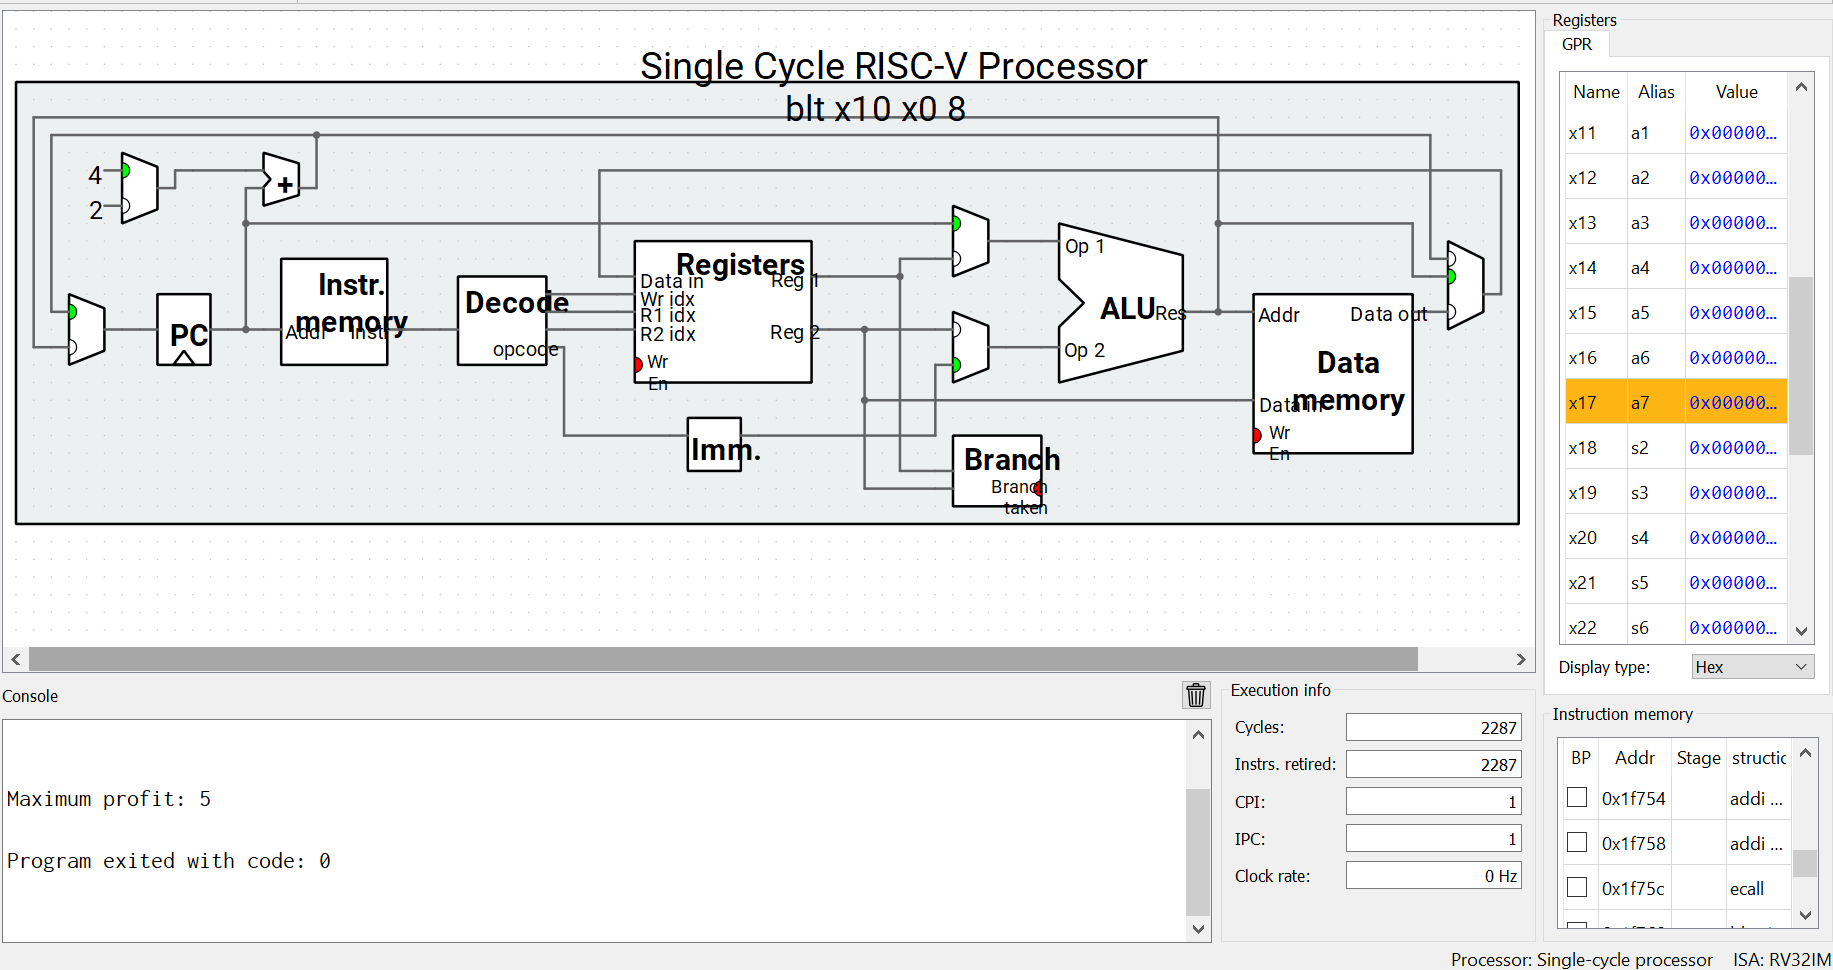 Single Cycle RISC-V Processor
blt x10 x0 8
4
2
+
PC
Instr. memory
Addr
Instr
Decode
opcode
Registers
Data in
Wr idx
R1 idx
R2 idx
Wr En
Reg 1
Reg 2
Imm.
Op 1
Op 2
ALU
Res
Branch
Branch taken
Addr
Data out
Data memory
Data in
Wr En
Registers
GPR
Name Alias Value
x11 a1 0x00000...
x12 a2 0x00000...
x13 a3 0x00000...
x14 a4 0x00000...
x15 a5 0x00000...
x16 a6 0x00000...
x17 a7 0x00000...
x18 s2 0x00000...
x19 s3 0x00000...
x20 s4 0x00000...
x21 s5 0x00000...
x22 s6 0x00000...
Display type: Hex
Console
Maximum profit: 5
Program exited with code: 0
Execution info
Cycles: 2287
Instrs. retired: 2287
CPI: 1
IPC: 1
Clock rate: 0 Hz
Instruction memory
BP Addr Stage structic
0x1f754 addi ...
0x1f758 addi ...
0x1f75c ecall
Processor: Single-cycle processor ISA: RV32IM